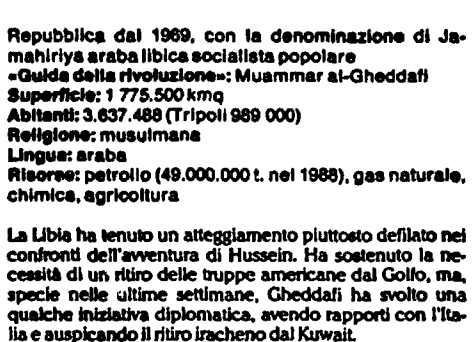 Repubblica dal 1969, con la denominazione di Ja-
mahiriya araba libica socialista popolare
«Guida della rivoluzione»: Muammar al-Gheddafi
Superficie: 1 775.500 kmq
Abitanti: 3.637.488 (Tripoli 989 000)
Religione: musulmana
Lingua: araba
Risorse: petrolio (49.000.000 t. nel 1988), gas naturale,
chimica, agricoltura
La Libia ha tenuto un atteggiamento piuttosto defilato nei
confronti dell'avventura di Hussein. Ha sostenuto la ne-
cessità di un ritiro delle truppe americane dal Golfo, ma,
specie nelle ultime settimane, Gheddafi ha svolto una
qualche iniziativa diplomatica, avendo rapporti con l'Ita-
lia e auspicando il ritiro iracheno dal Kuwait.